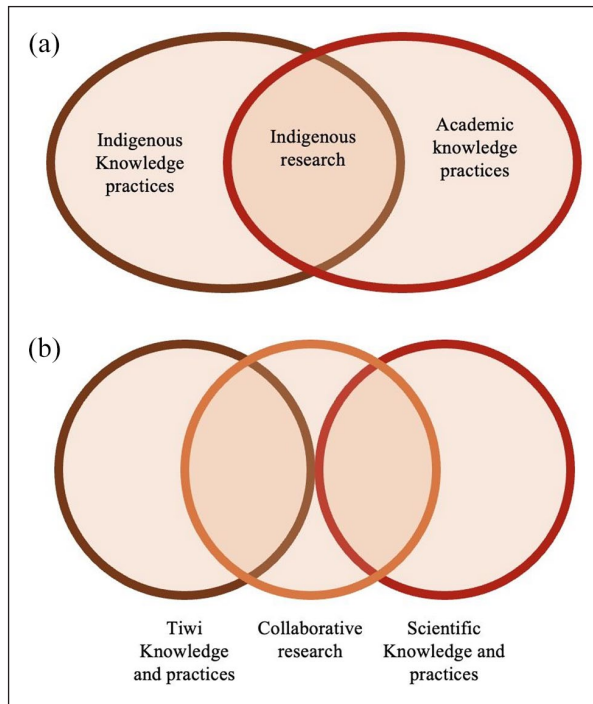 (a)
Indigenous
Knowledge
practices
Indigenous
research
Academic
knowledge
practices
(b)
Tiwi
Knowledge
and practices
Collaborative
research
Scientific
Knowledge and
practices